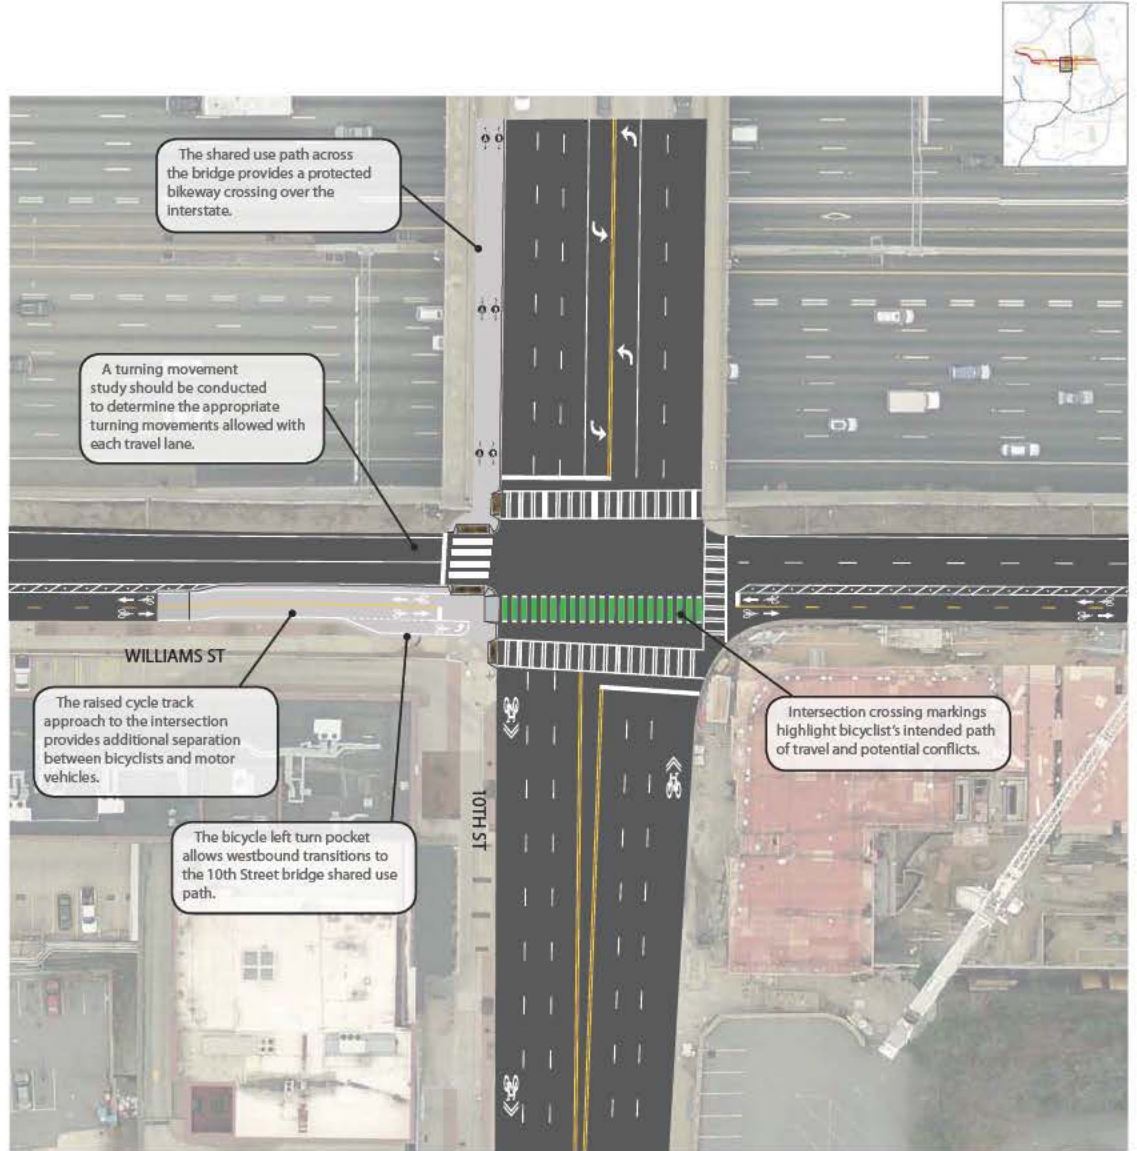 The shared use path across
the bridge provides a protected
bikeway crossing over the
interstate.
A turning movement
study should be conducted
to determine the appropriate
turning movements allowed with
each travel lane.
WILLIAMS ST
The raised cycle track
approach to the intersection
provides additional separation
between bicyclists and motor
vehicles.
Intersection crossing markings
highlight bicyclist's intended path
of travel and potential conflicts.
10TH ST
The bicycle left turn pocket
allows westbound transitions to
the 10th Street bridge shared use
path.